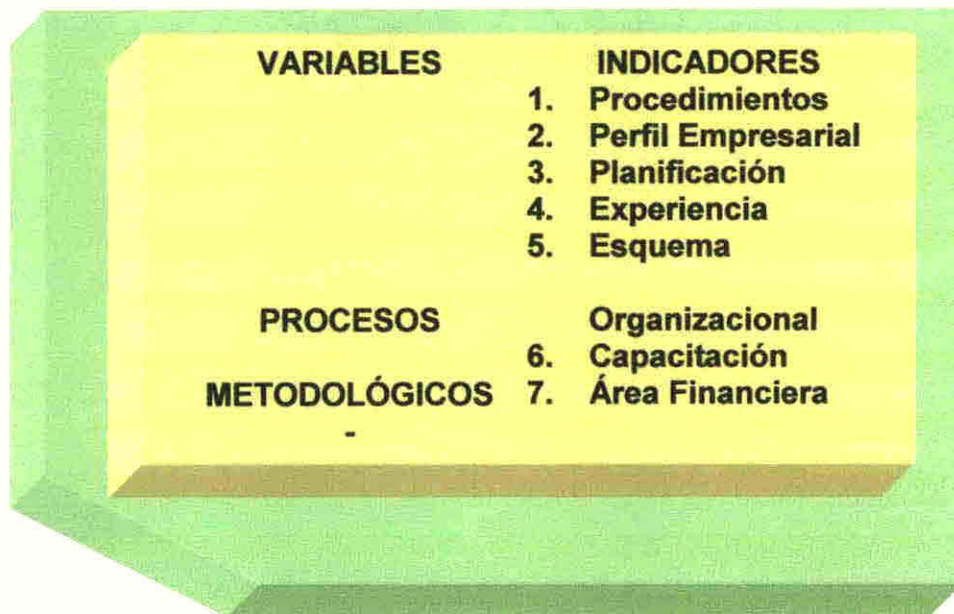 VARIABLES INDICADORES
1. Procedimientos
2. Perfil Empresarial
3. Planificación
4. Experiencia
5. Esquema
PROCESOS Organizacional
6. Capacitación
METODOLÓGICOS 7. Área Financiera
-